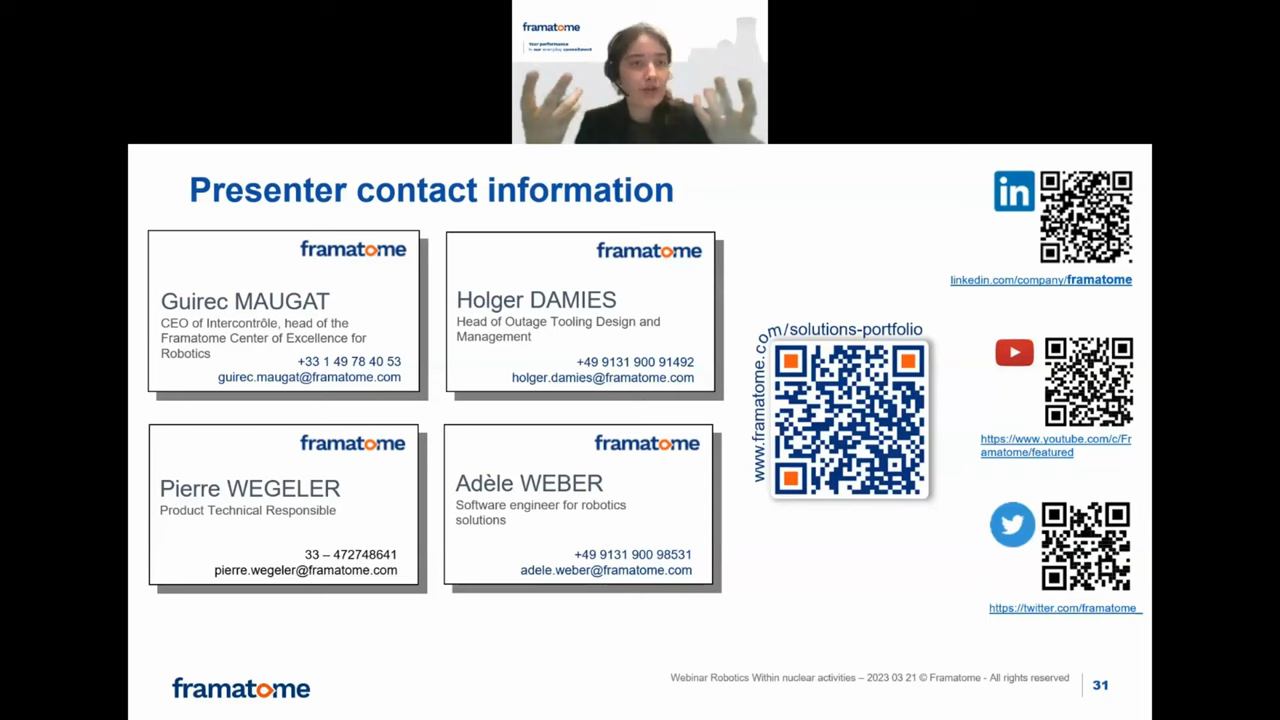 framatome
Your performance
is our everyday commitment
Presenter contact information
framatome
Guirec MAUGAT
CEO of Intercontrôle, head of the
Framatome Center of Excellence for
Robotics
+33 1 49 78 40 53
guirec.maugat@framatome.com
framatome
Holger DAMIES
Head of Outage Tooling Design and
Management
+49 9131 900 91492
holger.damies@framatome.com
framatome
Pierre WEGELER
Product Technical Responsible
33 – 472748641
pierre.wegeler@framatome.com
framatome
Adèle WEBER
Software engineer for robotics
solutions
+49 9131 900 98531
adele.weber@framatome.com
www.framatome.com/solutions-portfolio
in
linkedin.com/company/framatome
https://www.youtube.com/c/Fr
amatome/featured
https://twitter.com/framatome_
framatome
Webinar Robotics Within nuclear activities – 2023 03 21 © Framatome - All rights reserved
31